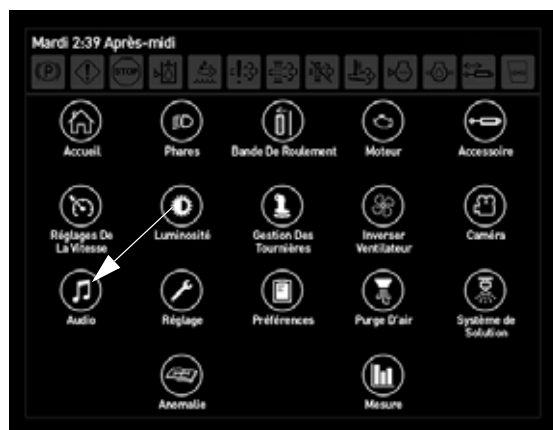 Mardi 2:39 Après-midi
(P) STOP
Accueil Phares Bande De Roulement Moteur Accessoire
Réglages De La Vitesse Luminosité Gestion Des Tournières Inverser Ventilateur Caméra
Audio Réglage Préférences Purge D'air Système de Solution
Anomalie Mesure